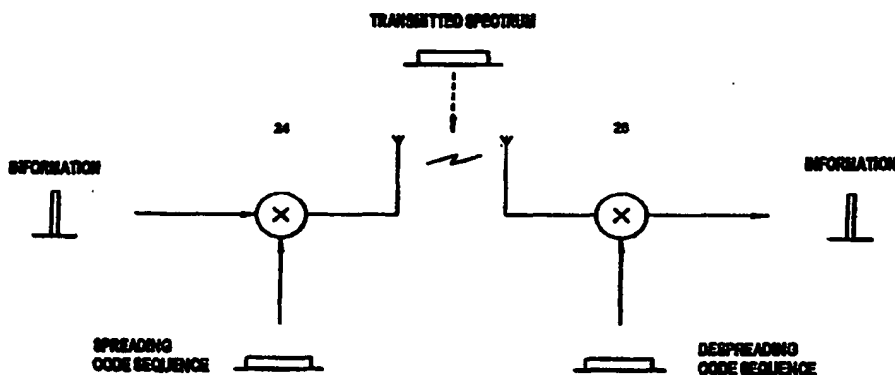 TRANSMITTED SPECTRUM
24
INFORMATION
INFORMATION
SPREADING
CODE SEQUENCE
DESPREADING
CODE SEQUENCE